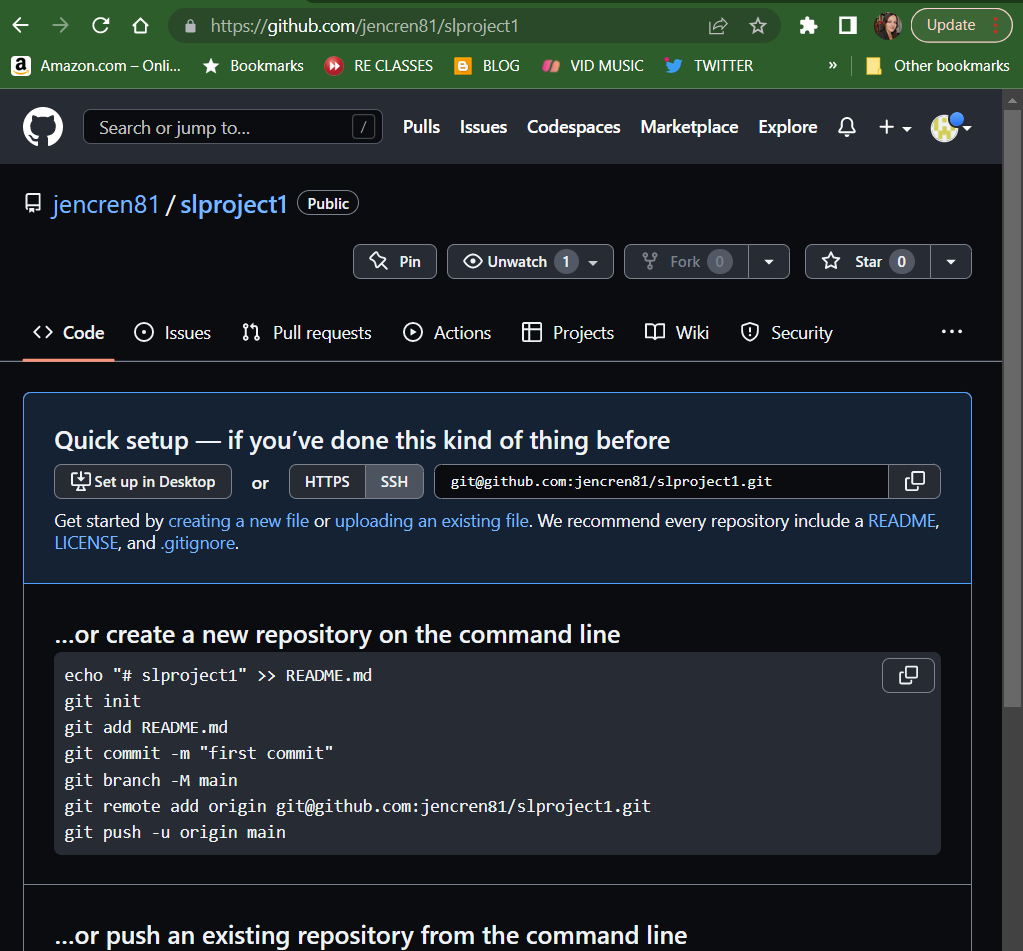 https://github.com/jencren81/slproject1
Update
a Amazon.com – Onli...
Bookmarks
RE CLASSES
BLOG
VID MUSIC
TWITTER
»
Other bookmarks
Search or jump to...
/
Pulls
Issues
Codespaces
Marketplace
Explore
jencren81 / slproject1 Public
Pin
Unwatch 1
Fork 0
Star 0
<> Code
Issues
Pull requests
Actions
Projects
Wiki
Security
...
Quick setup — if you’ve done this kind of thing before
Set up in Desktop or HTTPS SSH git@github.com:jencren81/slproject1.git
Get started by creating a new file or uploading an existing file. We recommend every repository include a README,
LICENSE, and .gitignore.
…or create a new repository on the command line
echo "# slproject1" >> README.md
git init
git add README.md
git commit -m "first commit"
git branch -M main
git remote add origin git@github.com:jencren81/slproject1.git
git push -u origin main
…or push an existing repository from the command line